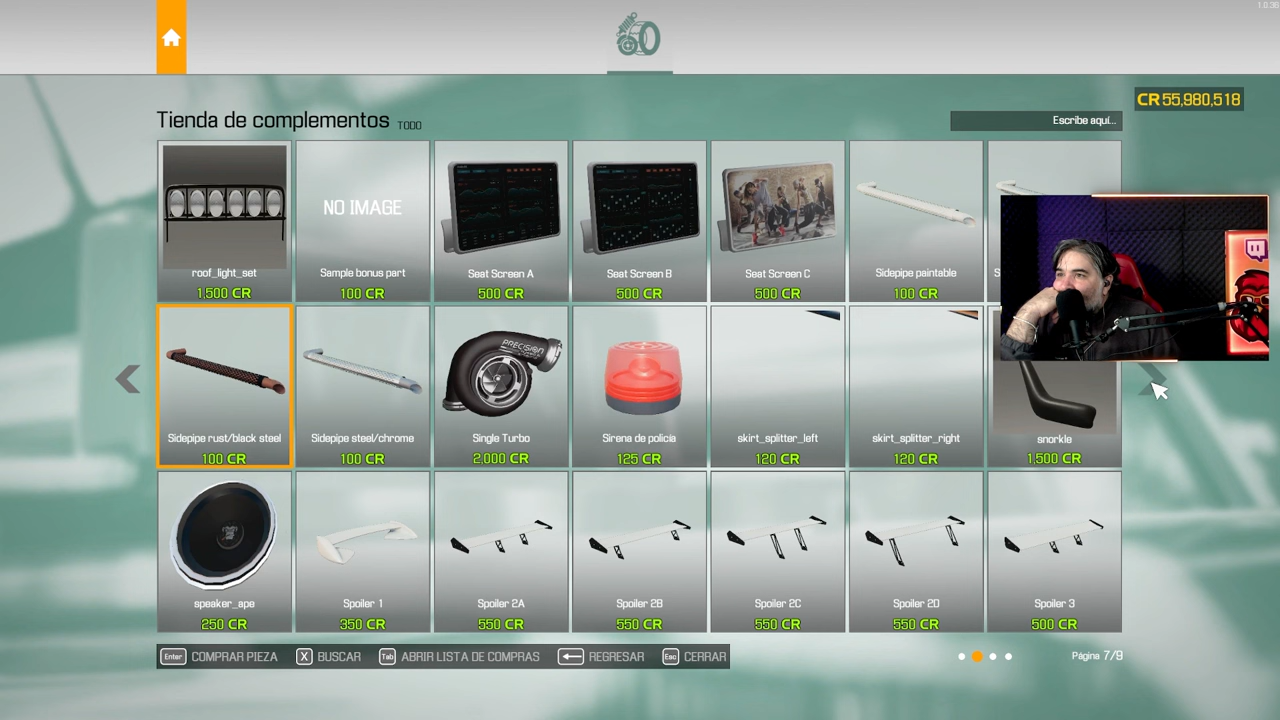 1.0.38
CR 55,980,518
Tienda de complementos TODO
Escribe aquí...
NO IMAGE
roof_light_set
Sample bonus part
Seat Screen A
Seat Screen B
Seat Screen C
Sidepipe paintable
1,500 CR
100 CR
500 CR
500 CR
500 CR
100 CR
PRECISION
Sidepipe rust/black steel
Sidepipe steel/chrome
Single Turbo
Sirena de policía
skirt_splitter_left
skirt_splitter_right
snorkle
100 CR
100 CR
2,000 CR
125 CR
120 CR
120 CR
1,500 CR
speaker_ape
Spoiler 1
Spoiler 2A
Spoiler 2B
Spoiler 2C
Spoiler 2D
Spoiler 3
250 CR
350 CR
550 CR
550 CR
550 CR
550 CR
500 CR
Enter COMPRAR PIEZA
X BUSCAR
Tab ABRIR LISTA DE COMPRAS
REGRESAR
Esc CERRAR
Página 7/9